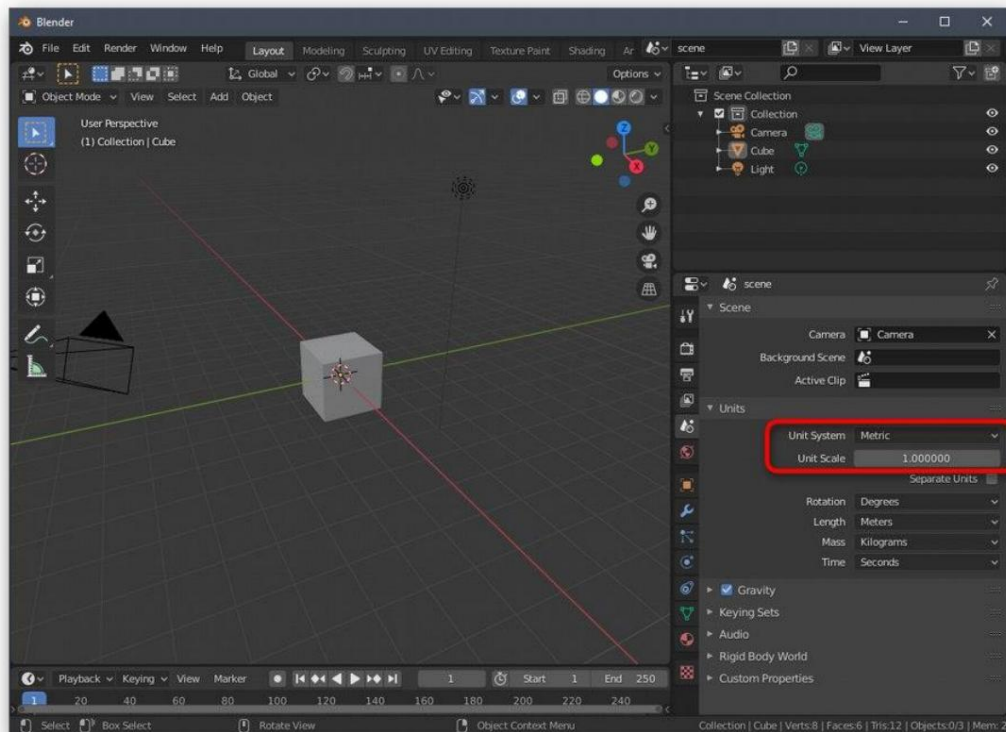 Blender
File Edit Render Window Help Layout Modeling Sculpting UV Editing Texture Paint Shading Ar scene View Layer
Global Options
Object Mode View Select Add Object
User Perspective
(1) Collection | Cube
Z
Y
X
Scene Collection
Collection
Camera
Cube
Light
scene
Scene
Camera Camera
Background Scene
Active Clip
Units
Unit System Metric
Unit Scale 1.000000
Separate Units
Rotation Degrees
Length Meters
Mass Kilograms
Time Seconds
Gravity
Keying Sets
Audio
Rigid Body World
Custom Properties
Playback Keying View Marker 1 Start 1 End 250
1 20 40 60 80 100 120 140 160 180 200 220 240
Select Box Select Rotate View Object Context Menu Collection | Cube | Verts:8 | Faces:6 | Tris:12 | Objects:0/3 | Mem: 2